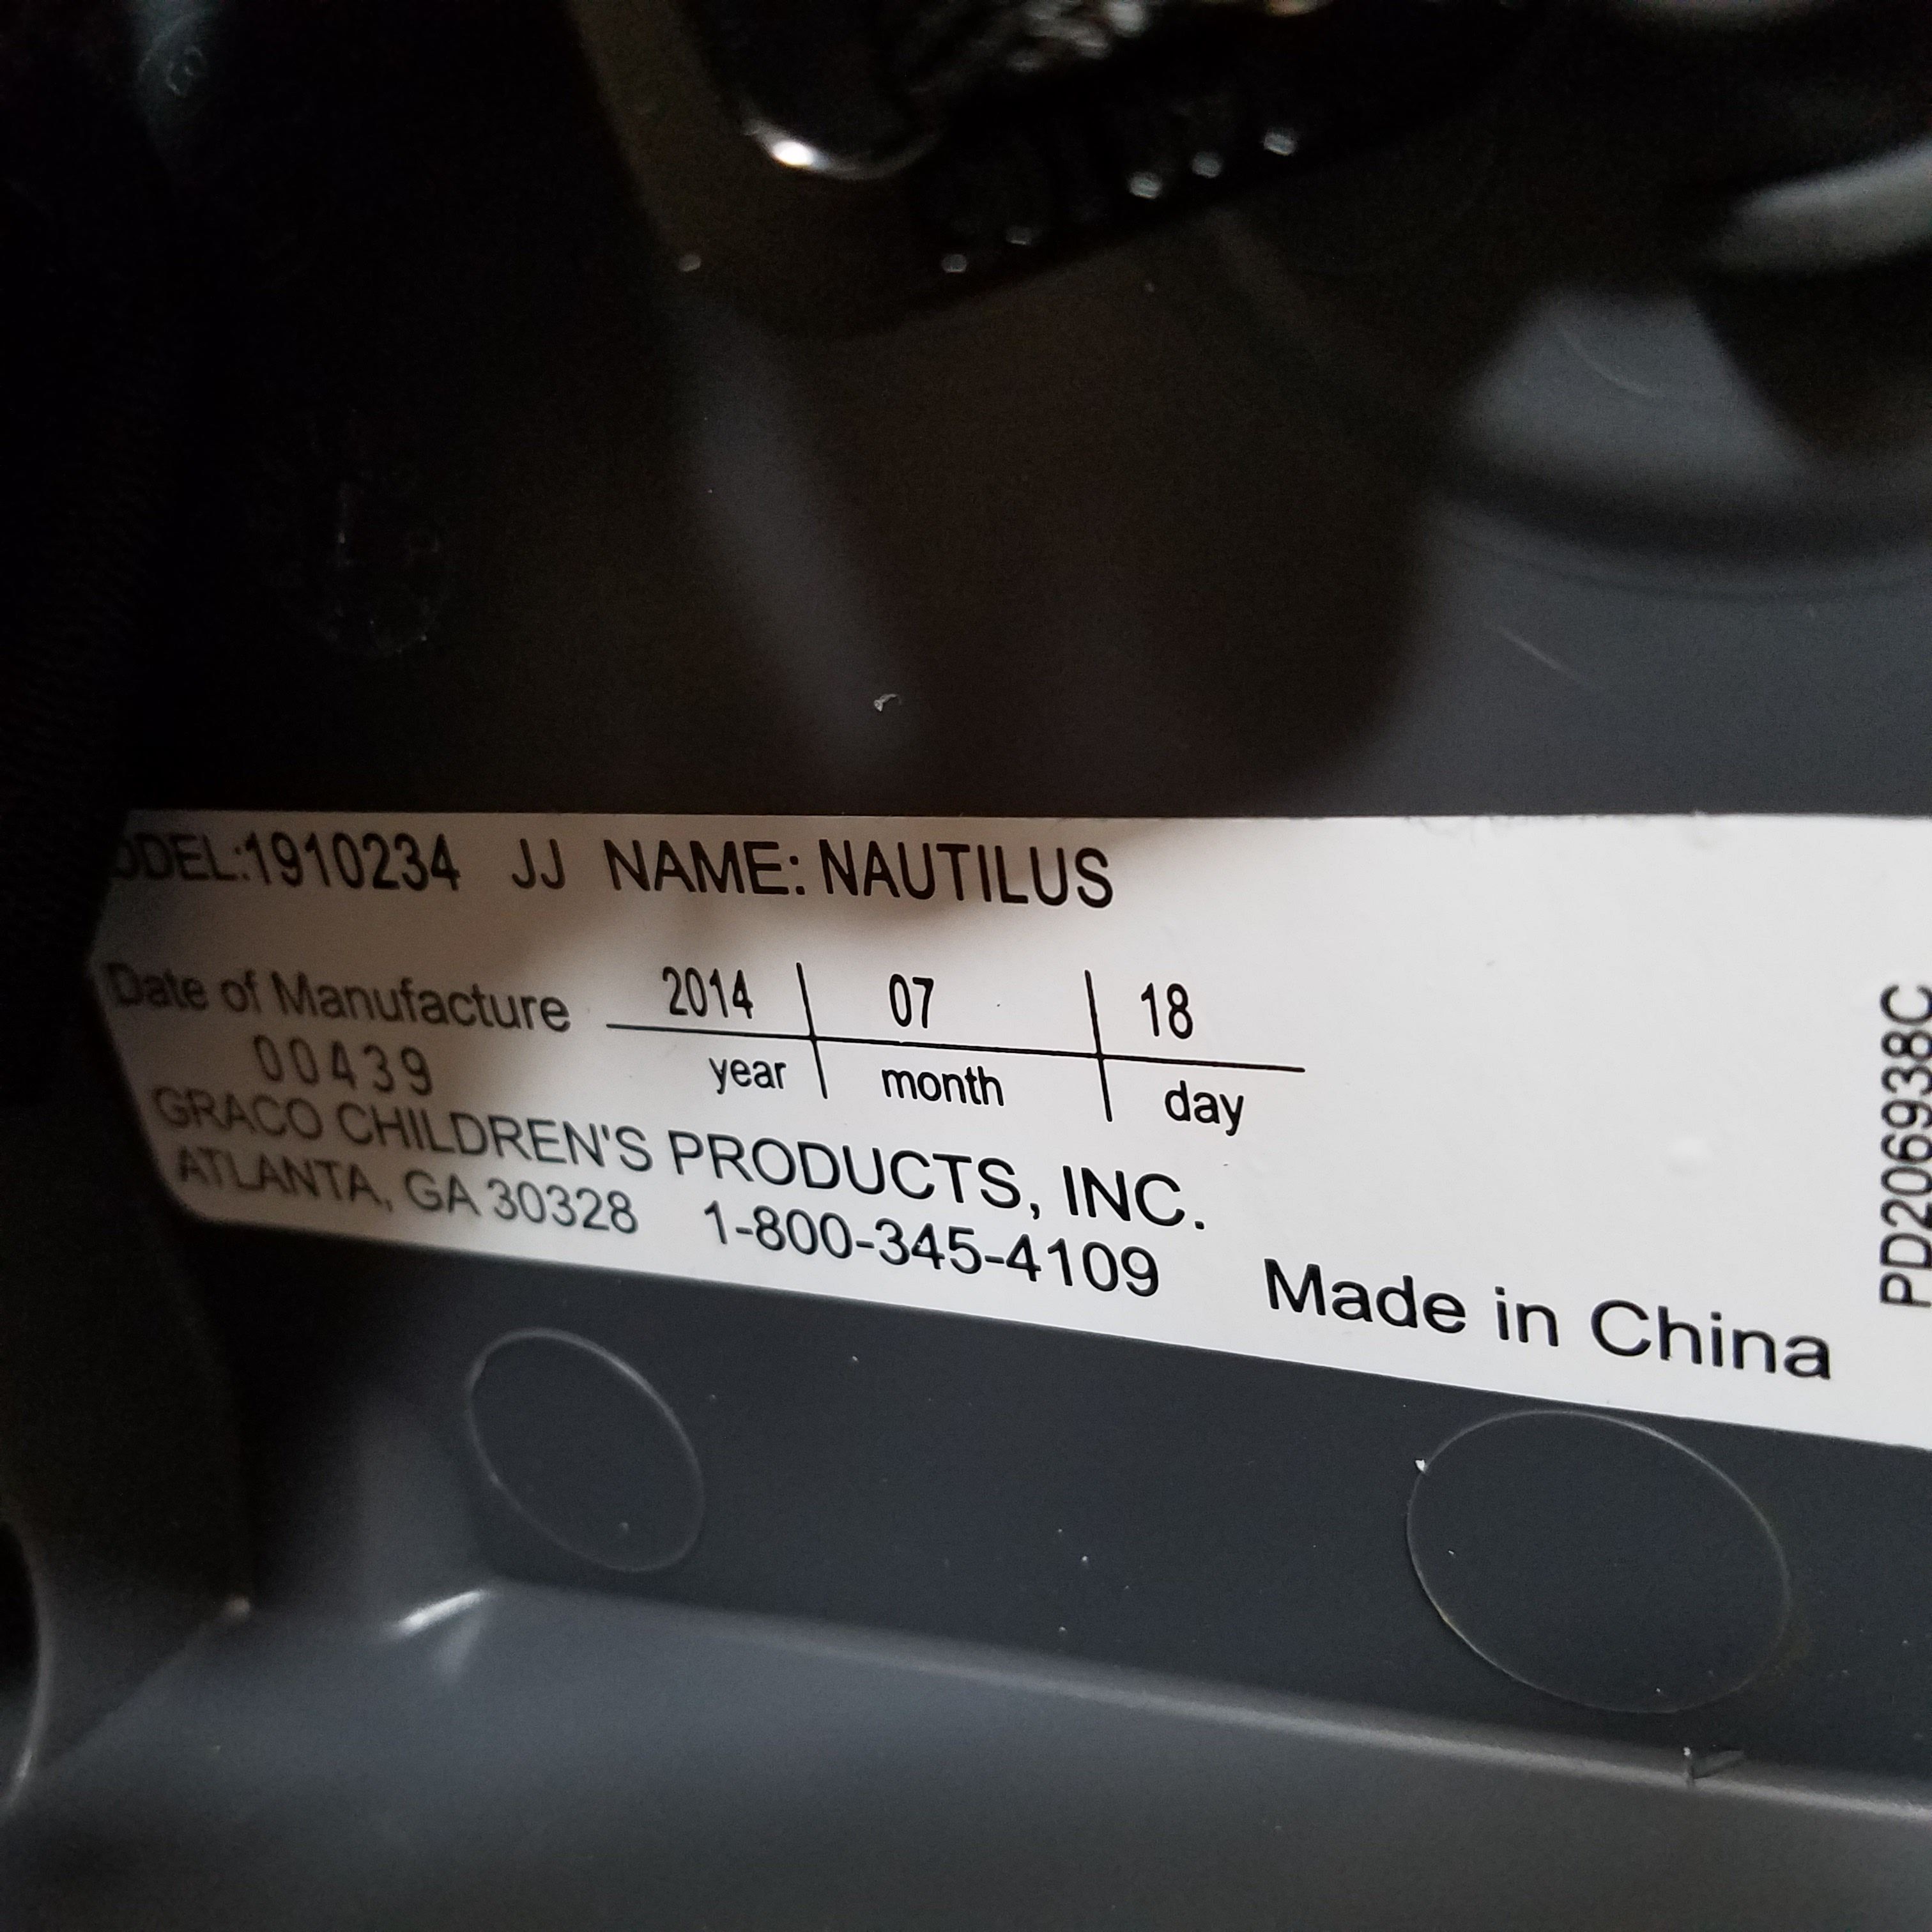 ODEL:1910234 JJ NAME: NAUTILUS
Date of Manufacture 2014 07 18
00439 year month day
GRACO CHILDREN'S PRODUCTS, INC.
ATLANTA, GA 30328 1-800-345-4109 Made in China
PD206938C